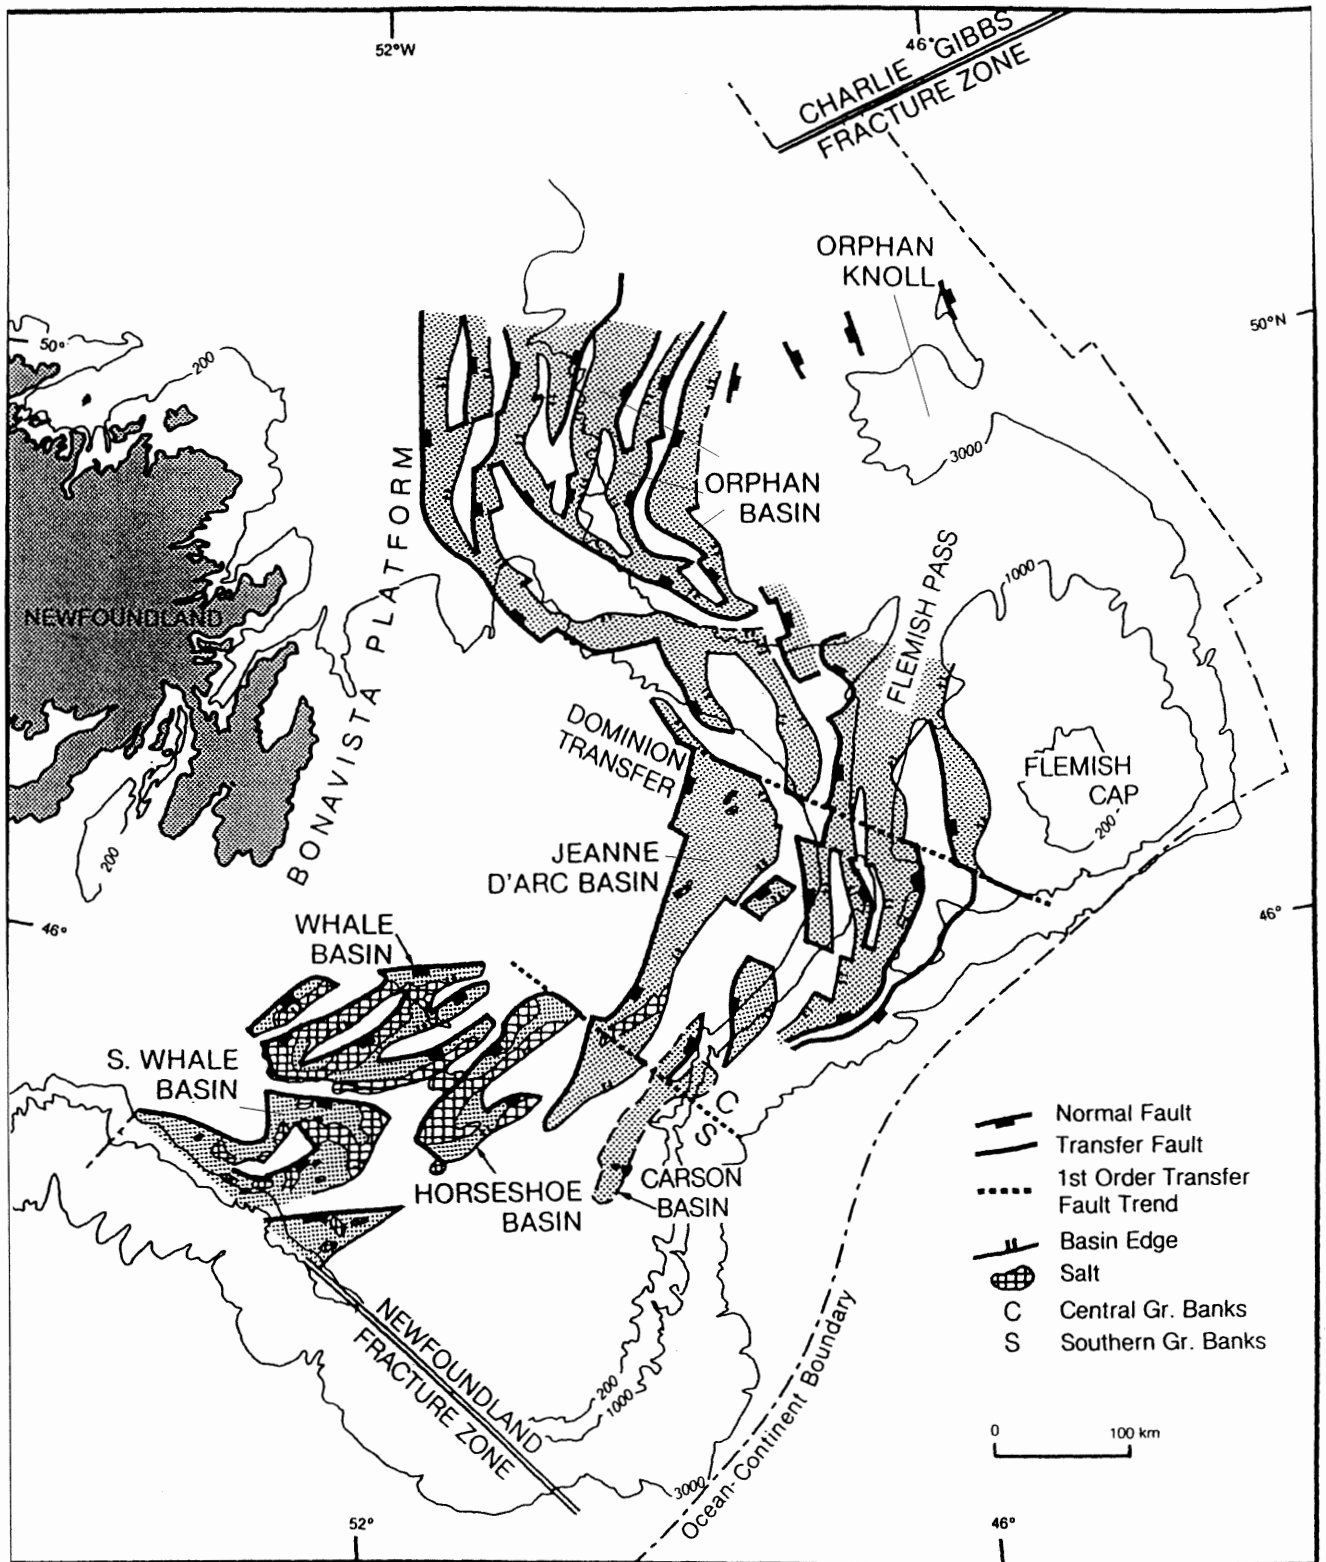 52°W
46°
CHARLIE GIBBS
FRACTURE ZONE
ORPHAN
KNOLL
50°
50°N
200
3000
ORPHAN
BASIN
BONAVISTA PLATFORM
FLEMISH PASS
1000
NEWFOUNDLAND
DOMINION
TRANSFER
FLEMISH
CAP
200
200
JEANNE
D'ARC BASIN
46°
46°
WHALE
BASIN
S. WHALE
BASIN
C
S
HORSESHOE
BASIN
CARSON
BASIN
Normal Fault
Transfer Fault
1st Order Transfer
Fault Trend
Basin Edge
Salt
C Central Gr. Banks
S Southern Gr. Banks
NEWFOUNDLAND
FRACTURE ZONE
200
1000
3000
Ocean-Continent Boundary
0 100 km
52°
46°